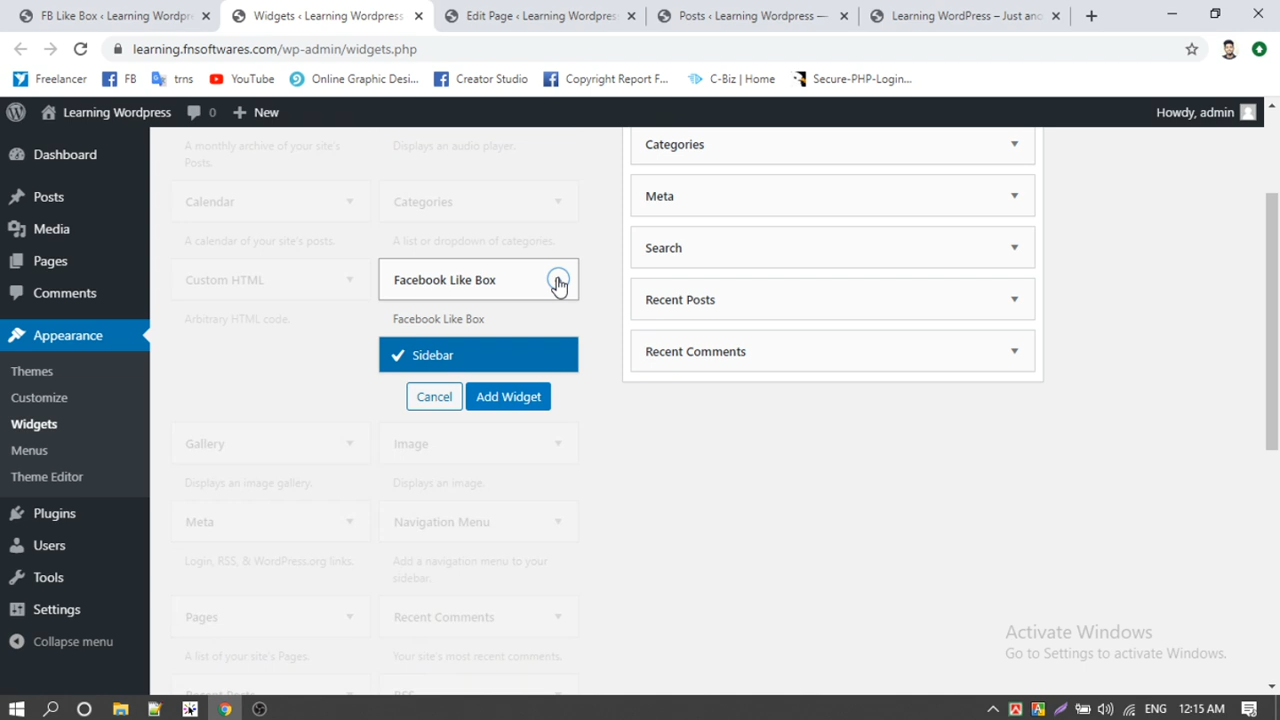 FB Like Box ‹ Learning Wordpre
Widgets ‹ Learning Wordpress
Edit Page ‹ Learning Wordpress
Posts ‹ Learning Wordpress —
Learning WordPress – Just ano
learning.fnsoftwares.com/wp-admin/widgets.php
Freelancer
FB
trns
YouTube
Online Graphic Desi...
Creator Studio
Copyright Report F...
C-Biz | Home
Secure-PHP-Login...
Learning Wordpress
0
New
Howdy, admin
Dashboard
Posts
Media
Pages
Comments
Appearance
Themes
Customize
Widgets
Menus
Theme Editor
Plugins
Users
Tools
Settings
Collapse menu
A monthly archive of your site's
Posts.
Displays an audio player.
Calendar
Categories
A calendar of your site's posts.
A list or dropdown of categories.
Custom HTML
Facebook Like Box
Arbitrary HTML code.
Facebook Like Box
Sidebar
Cancel
Add Widget
Gallery
Image
Displays an image gallery.
Displays an image.
Meta
Navigation Menu
Login, RSS, & WordPress.org links.
Add a navigation menu to your
sidebar.
Pages
Recent Comments
A list of your site's Pages.
Your site's most recent comments.
Recent Posts
RSS
Categories
Meta
Search
Recent Posts
Recent Comments
Activate Windows
Go to Settings to activate Windows.
ENG
12:15 AM